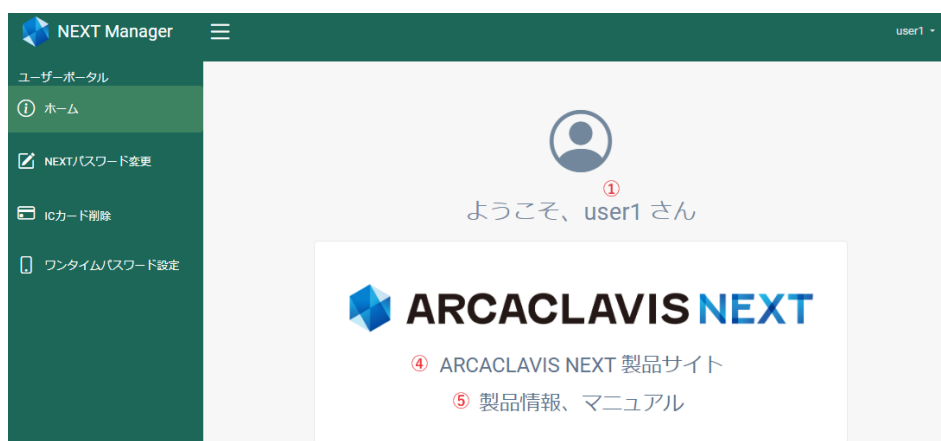 NEXT Manager
user1
ユーザーポータル
ホーム
NEXTパスワード変更
ICカード削除
ワンタイムパスワード設定
①
ようこそ、user1 さん
ARCACLAVIS NEXT
④ ARCACLAVIS NEXT 製品サイト
⑤ 製品情報、マニュアル